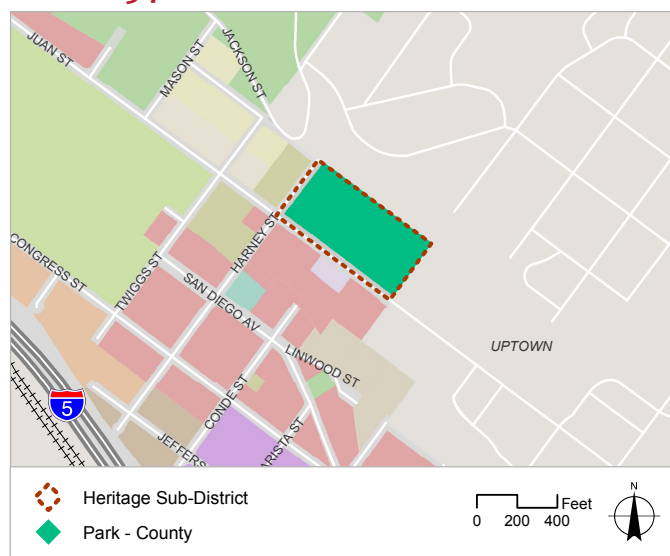 JUAN ST
MASON ST
JACKSON ST
HARNEY ST
CONGRESS ST
TWIGGS ST
SAN DIEGO AV
LINWOOD ST
UPTOWN
CONDE ST
5
JEFFERS
ARISTA ST
Heritage Sub-District
Park - County
Feet
0 200 400
N